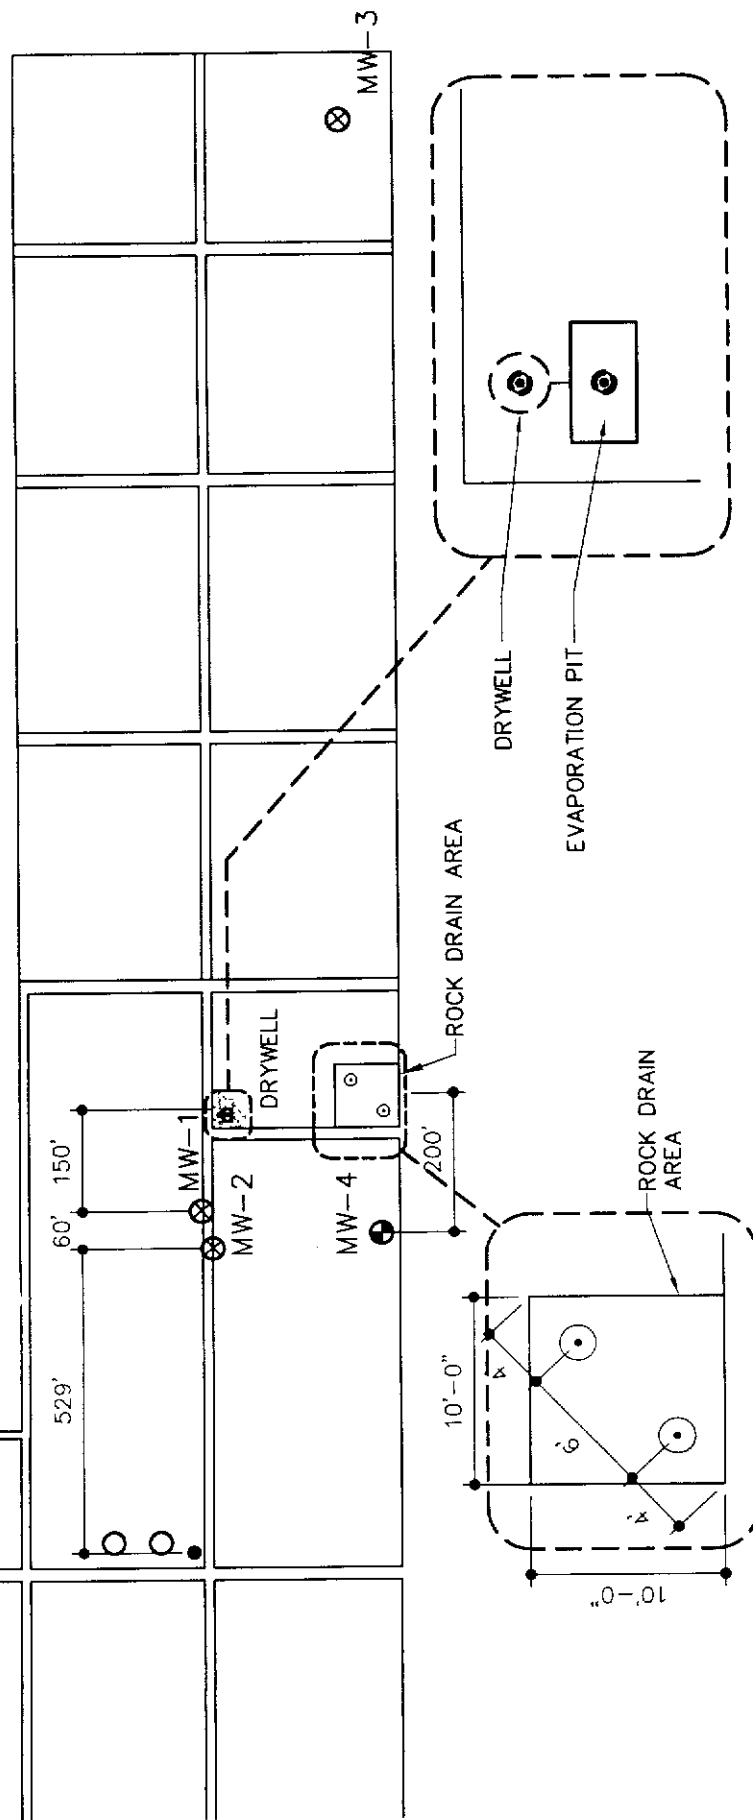 MW-3
DRYWELL
EVAPORATION PIT
ROCK DRAIN AREA
DRYWELL
150'
MW-1
60'
MW-2
MW-4
200'
529'
ROCK DRAIN
AREA
10'-0"
4'
6'
4'
10'-0"